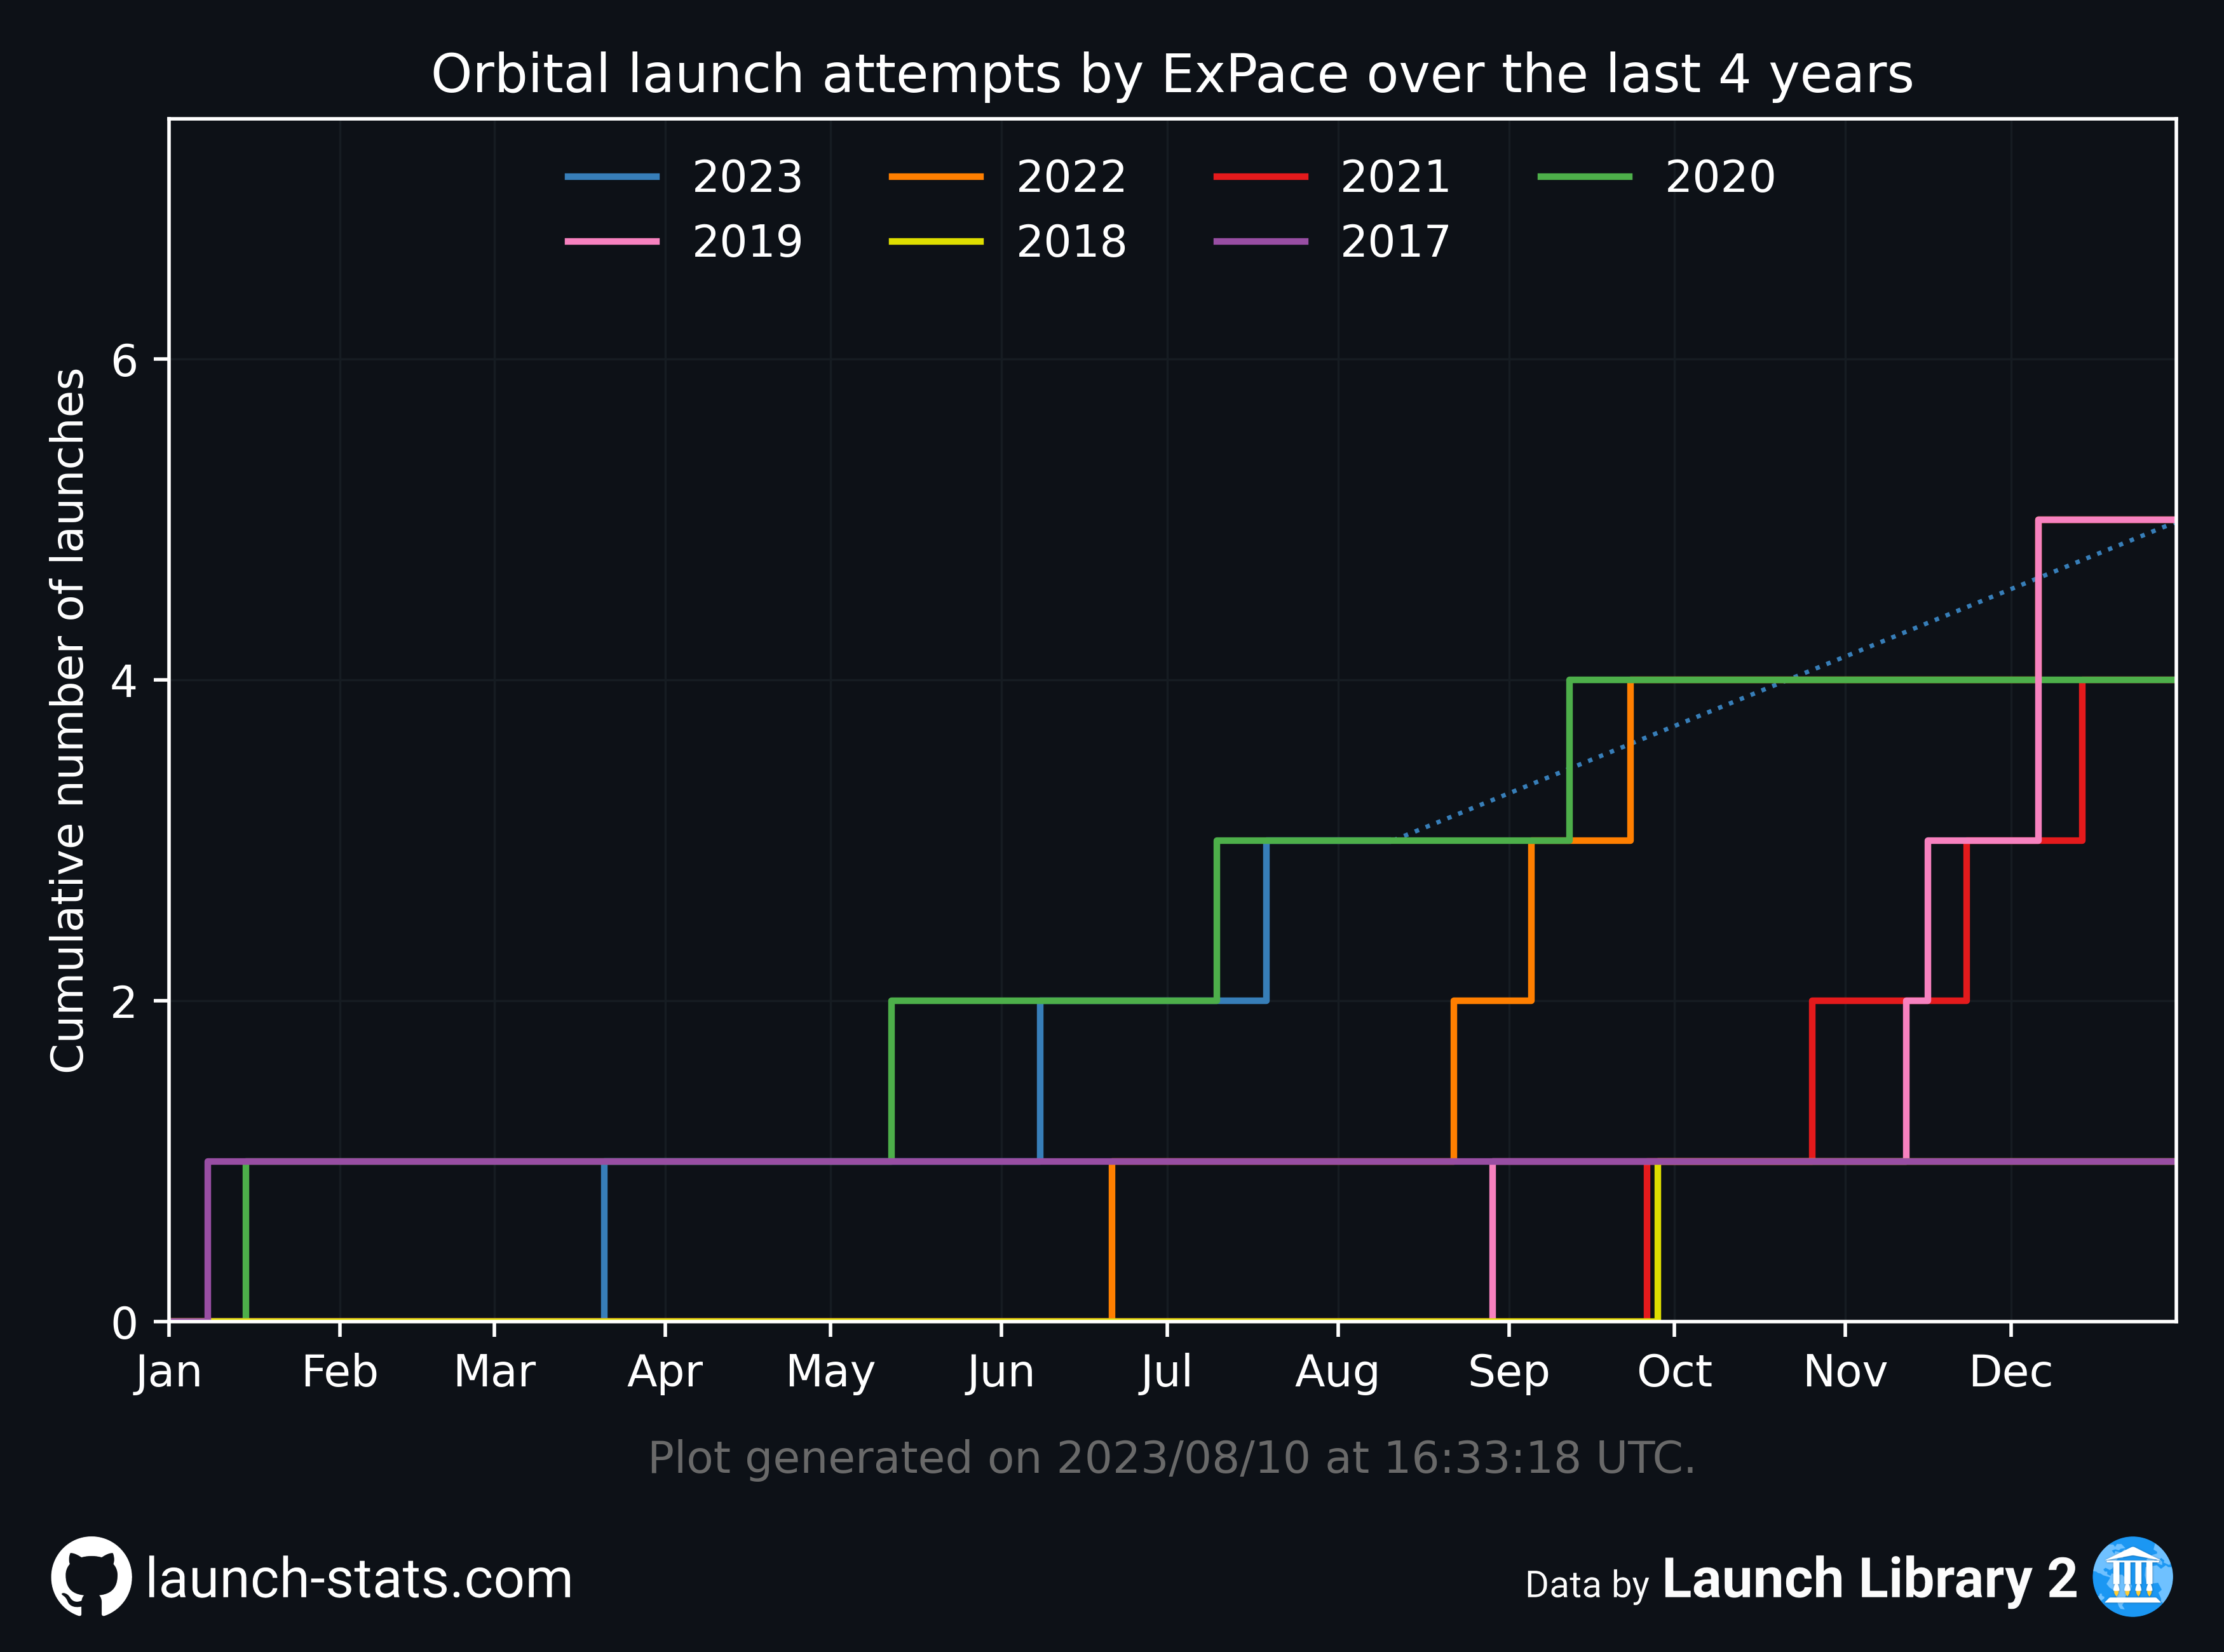 Orbital launch attempts by ExPace over the last 4 years
2023 2022 2021 2020
2019 2018 2017
Cumulative number of launches
6
4
2
0
Jan Feb Mar Apr May Jun Jul Aug Sep Oct Nov Dec
Plot generated on 2023/08/10 at 16:33:18 UTC.
launch-stats.com
Data by Launch Library 2